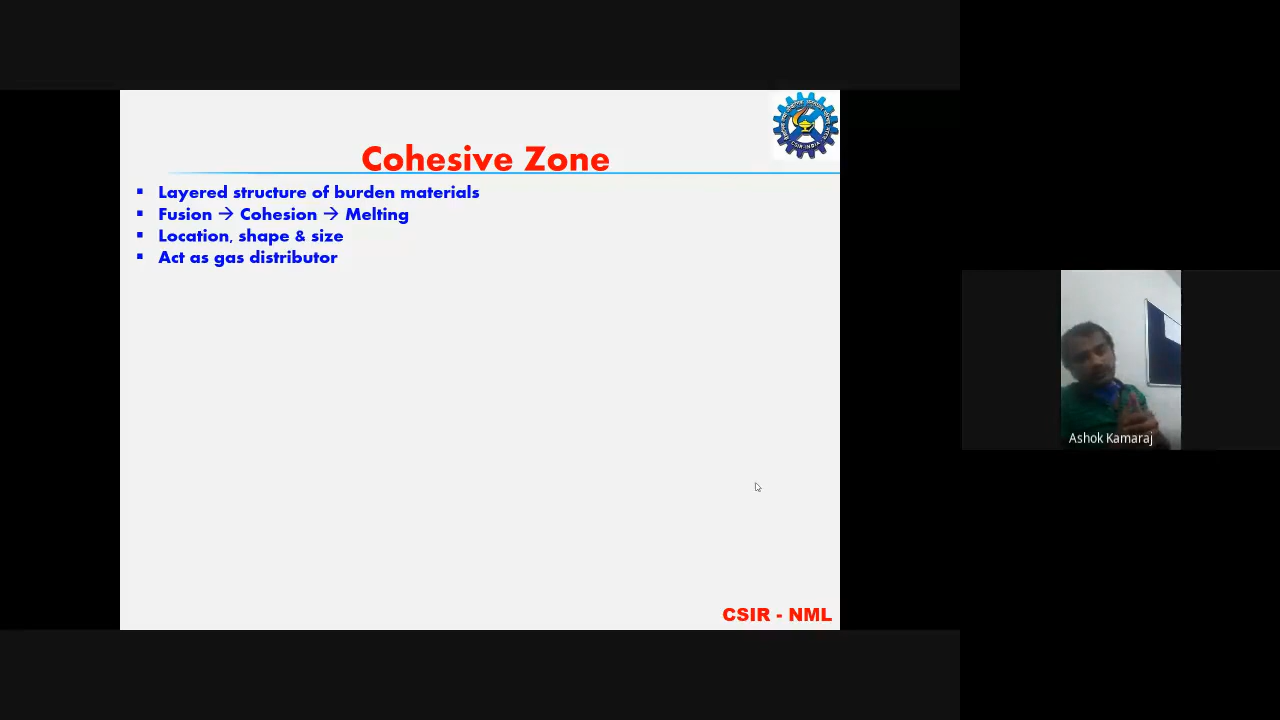 Cohesive Zone
▪ Layered structure of burden materials
▪ Fusion → Cohesion → Melting
▪ Location, shape & size
▪ Act as gas distributor
CSIR - NML
Ashok Kamaraj